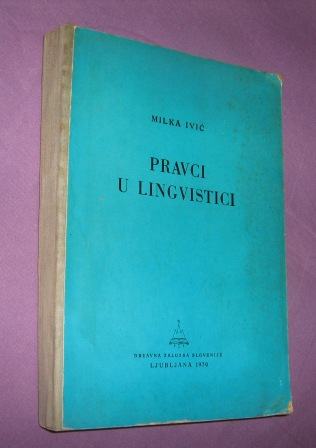 MILKA IVIĆ
PRAVCI
U LINGVISTICI
DRŽAVNA ZALOŽBA SLOVENIJE
LJUBLJANA 1970